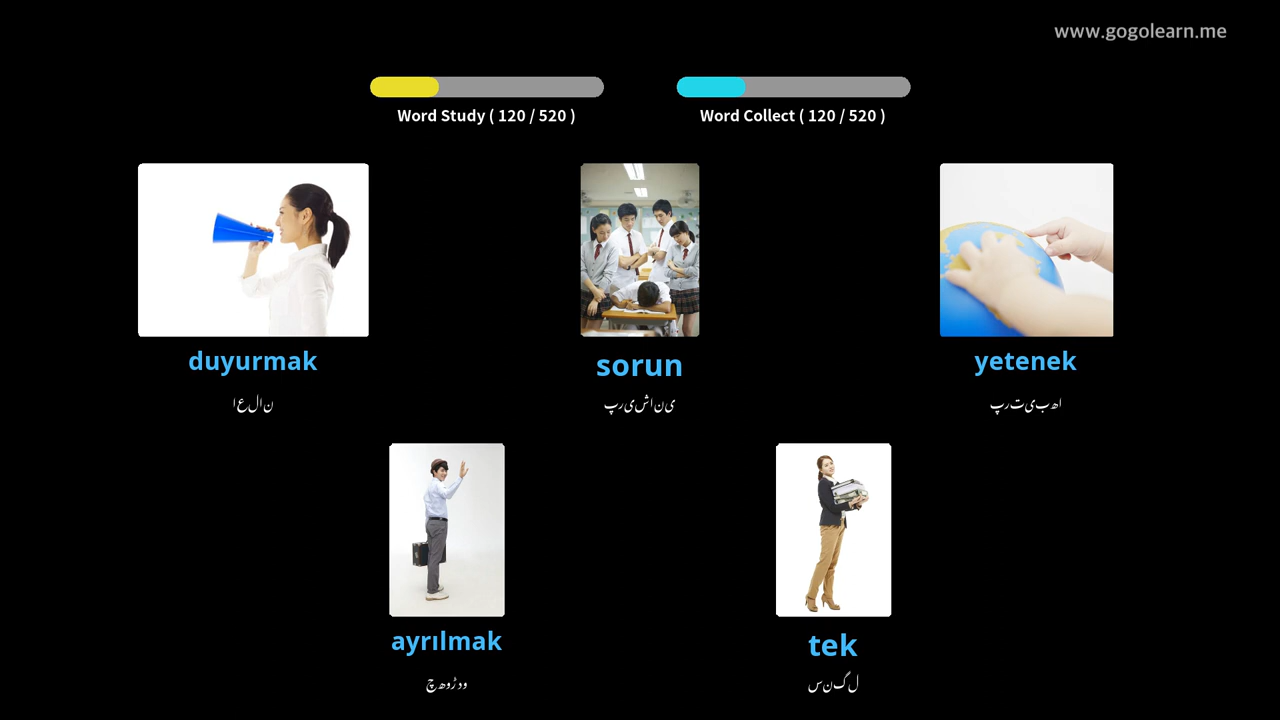 www.gogolearn.me
Word Study ( 120 / 520 )
Word Collect ( 120 / 520 )
duyurmak
اعلان
sorun
پریشانی
yetenek
پرتیبھا
ayrılmak
چھوڑدو
tek
سنگل